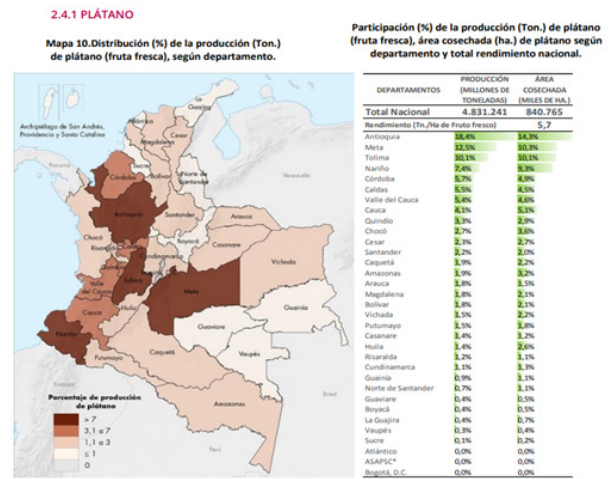 2.4.1 PLÁTANO
Mapa 10.Distribución (%) de la producción (Ton.)
de plátano (fruta fresca), según departamento.
Archipiélago de San Andrés,
Providencia y Santa Catalina
La
Guajira
Atlántico
Magdalena
Cesar
Sucre
Córdoba
Bolívar
Norte de
Santander
Panamá
Venezuela
Antioquia
Santander
Arauca
Chocó
Boyacá
Casanare
Risaralda
Caldas
Cundinamarca
Vichada
Quindío
Tolima
Valle
del Cauca
Meta
Guainía
Cauca
Huila
Guaviare
Nariño
Vaupés
Putumayo
Caquetá
Ecuador
Amazonas
Brasil
Perú
Porcentaje de producción
de plátano
> 7
3,1 a 7
1,1 a 3
≤ 1
0
Participación (%) de la producción (Ton.) de plátano
(fruta fresca), área cosechada (ha.) de plátano según
departamento y total rendimiento nacional.
DEPARTAMENTOS PRODUCCIÓN (MILLONES DE TONELADAS) ÁREA COSECHADA (MILES DE HA.)
Total Nacional 4.831.241 840.765
Rendimiento (Tn./Ha de Fruto fresco) 5,7
Antioquia 18,4% 14,3%
Meta 12,5% 10,3%
Tolima 10,1% 10,1%
Nariño 7,4% 9,3%
Córdoba 5,7% 4,9%
Caldas 5,5% 4,5%
Valle del Cauca 5,4% 4,6%
Cauca 4,1% 5,1%
Quindío 3,3% 2,9%
Chocó 2,7% 3,6%
Cesar 2,3% 2,7%
Santander 2,2% 2,0%
Caquetá 1,9% 2,2%
Amazonas 1,9% 3,2%
Arauca 1,8% 1,5%
Magdalena 1,8% 2,1%
Bolívar 1,8% 2,1%
Vichada 1,5% 2,2%
Putumayo 1,5% 1,8%
Casanare 1,4% 1,2%
Huila 1,4% 2,6%
Risaralda 1,2% 1,1%
Cundinamarca 1,1% 1,3%
Guainía 0,9% 1,1%
Norte de Santander 0,7% 1,1%
Guaviare 0,4% 0,5%
Boyacá 0,4% 0,5%
La Guajira 0,4% 0,7%
Vaupés 0,3% 0,4%
Sucre 0,1% 0,2%
Atlántico 0,0% 0,0%
ASAPSC* 0,0% 0,0%
Bogotá, D.C. 0,0% 0,0%